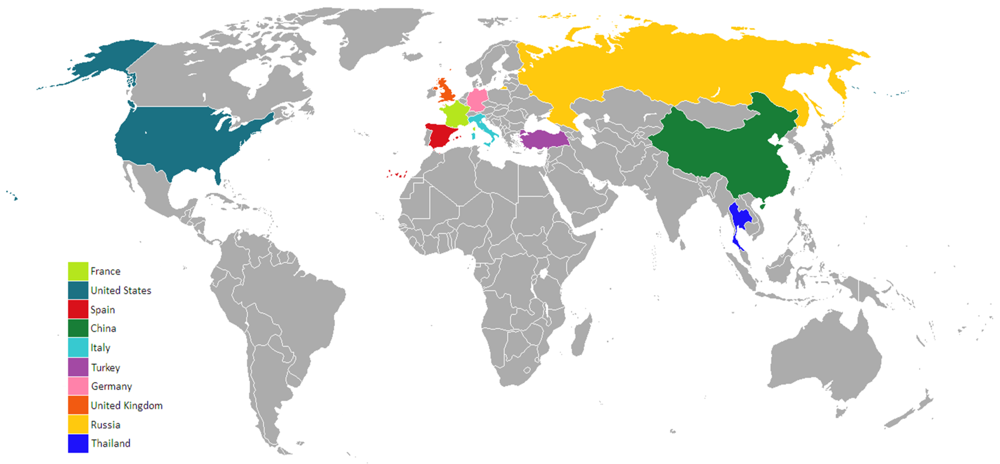 France
United States
Spain
China
Italy
Turkey
Germany
United Kingdom
Russia
Thailand